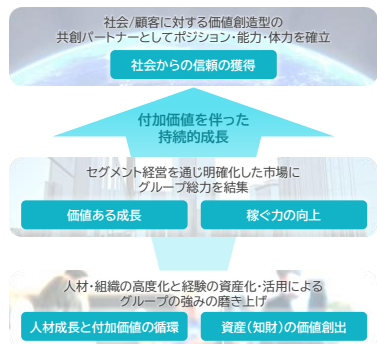 社会/顧客に対する価値創造型の
共創パートナーとしてポジション・能力・体力を確立
社会からの信頼の獲得
付加価値を伴った
持続的成長
セグメント経営を通じ明確化した市場に
グループ総力を結集
価値ある成長
稼ぐ力の向上
人材・組織の高度化と経験の資産化・活用による
グループの強みの磨き上げ
人材成長と付加価値の循環
資産(知財)の価値創出